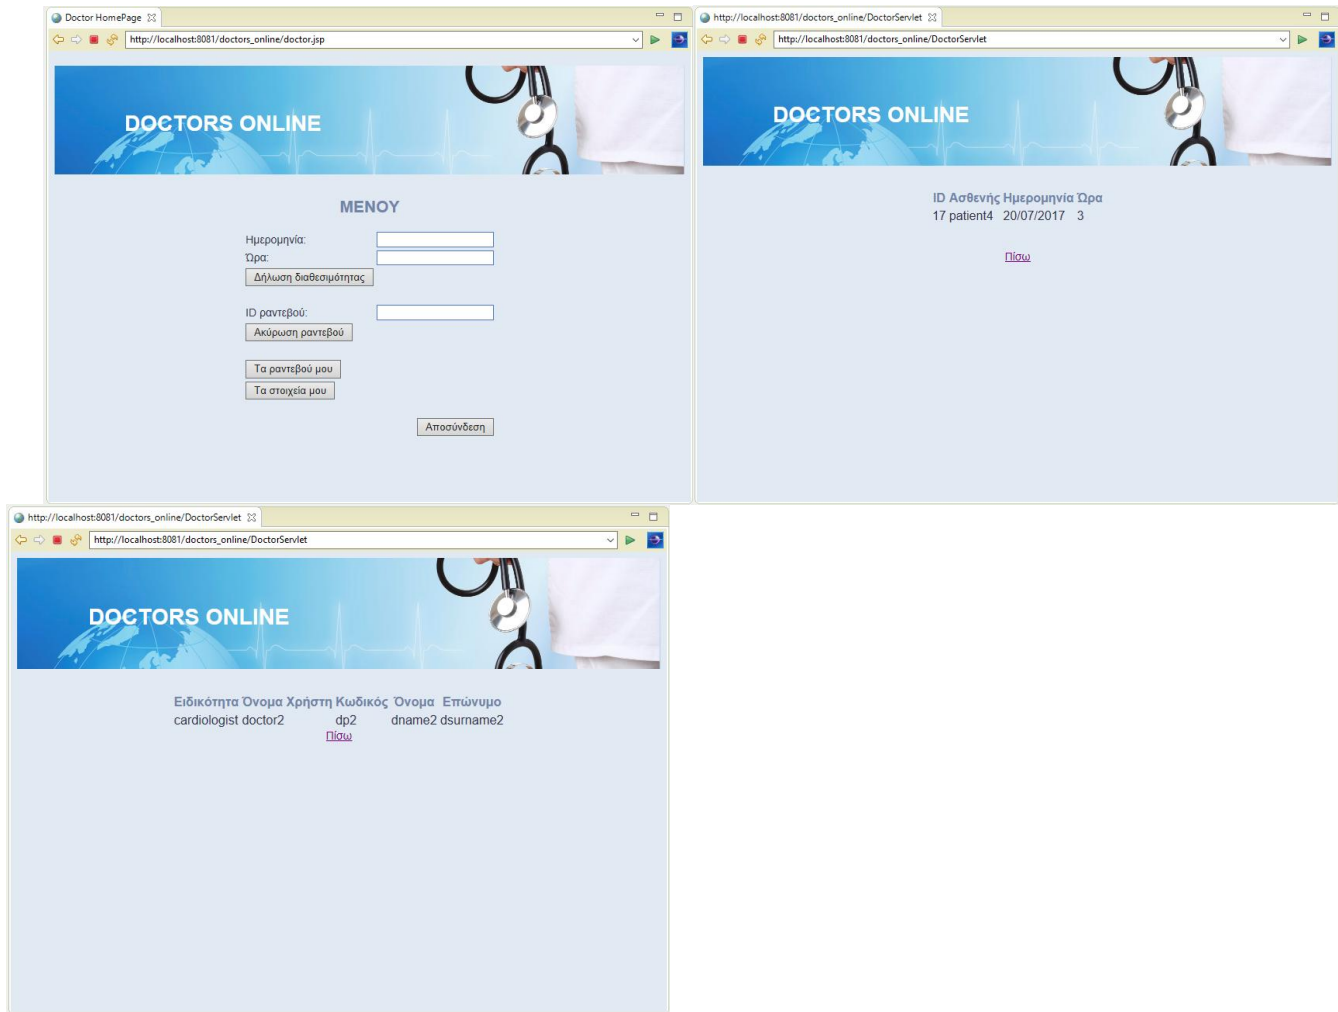 Doctor HomePage
http://localhost:8081/doctors_online/doctor.jsp
DOCTORS ONLINE
ΜΕΝΟΥ
Ημερομηνία:
Ώρα:
Δήλωση διαθεσιμότητας
ID ραντεβού:
Ακύρωση ραντεβού
Τα ραντεβού μου
Τα στοιχεία μου
Αποσύνδεση
http://localhost:8081/doctors_online/DoctorServlet
http://localhost:8081/doctors_online/DoctorServlet
DOCTORS ONLINE
ID Ασθενής Ημερομηνία Ώρα
17 patient4 20/07/2017 3
Πίσω
http://localhost:8081/doctors_online/DoctorServlet
http://localhost:8081/doctors_online/DoctorServlet
DOCTORS ONLINE
Ειδικότητα Όνομα Χρήστη Κωδικός Όνομα Επώνυμο
cardiologist doctor2 dp2 dname2 dsurname2
Πίσω